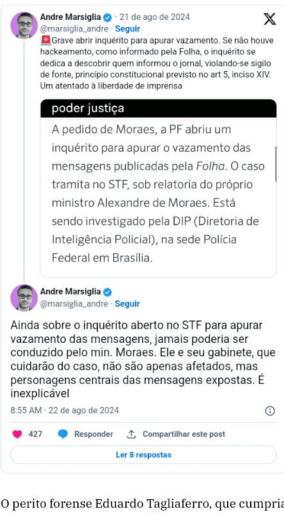 Andre Marsiglia · 21 de ago de 2024
@marsiglia_andre · Seguir
🚨Grave abrir inquérito para apurar vazamento. Se não houve
hackeamento, como informado pela Folha, o inquérito se
dedica a descobrir quem informou o jornal, violando-se sigilo
de fonte, princípio constitucional previsto no art 5, inciso XIV.
Um atentado à liberdade de imprensa
poder justiça
A pedido de Moraes, a PF abriu um
inquérito para apurar o vazamento das
mensagens publicadas pela Folha. O caso
tramita no STF, sob relatoria do próprio
ministro Alexandre de Moraes. Está
sendo investigado pela DIP (Diretoria de
Inteligência Policial), na sede Polícia
Federal em Brasília.
Andre Marsiglia
@marsiglia_andre · Seguir
Ainda sobre o inquérito aberto no STF para apurar
vazamento das mensagens, jamais poderia ser
conduzido pelo min. Moraes. Ele e seu gabinete, que
cuidarão do caso, não são apenas afetados, mas
personagens centrais das mensagens expostas. É
inexplicável
8:55 AM · 22 de ago de 2024
427 Responder Compartilhar este post
Ler 8 respostas
O perito forense Eduardo Tagliaferro, que cumpria